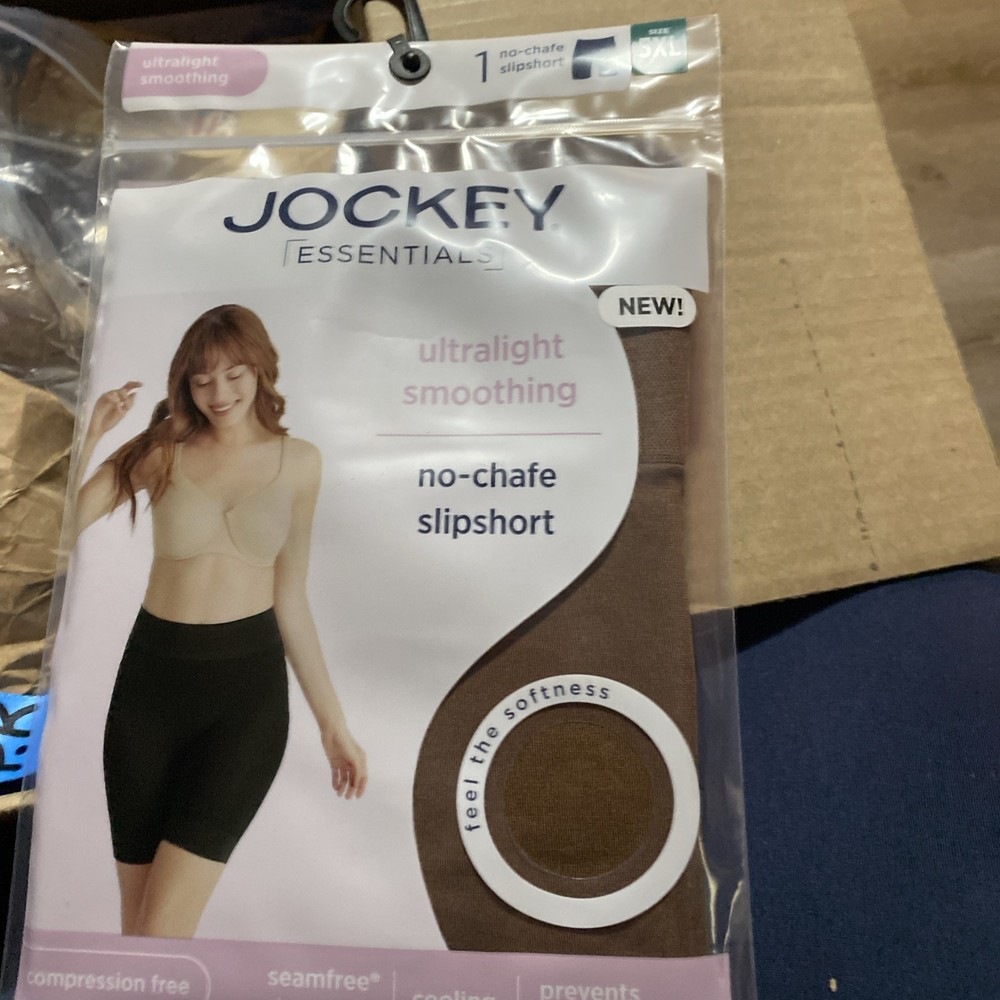 ultralight
smoothing
1 no-chafe
slipshort
SIZE
5XL
JOCKEY®
ESSENTIALS
NEW!
ultralight
smoothing
no-chafe
slipshort
feel the softness
compression free
seamfree®
cooling
prevents